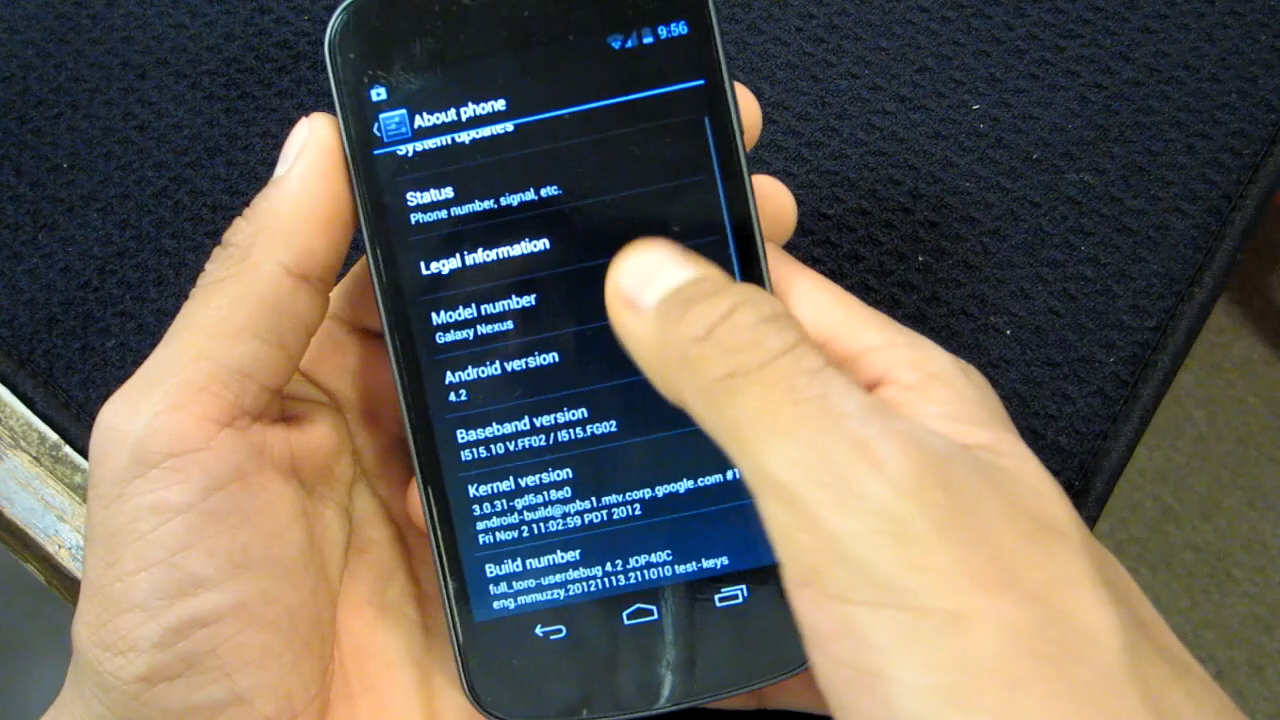 9:56
About phone
System updates
Status
Phone number, signal, etc.
Legal information
Model number
Galaxy Nexus
Android version
4.2
Baseband version
I515.10 V.FF02 / I515.FG02
Kernel version
3.0.31-gd5a18e0
android-build@vpbs1.mtv.corp.google.com #1
Fri Nov 2 11:02:59 PDT 2012
Build number
full_toro-userdebug 4.2 JOP40C
eng.mmuzzy.20121113.211010 test-keys